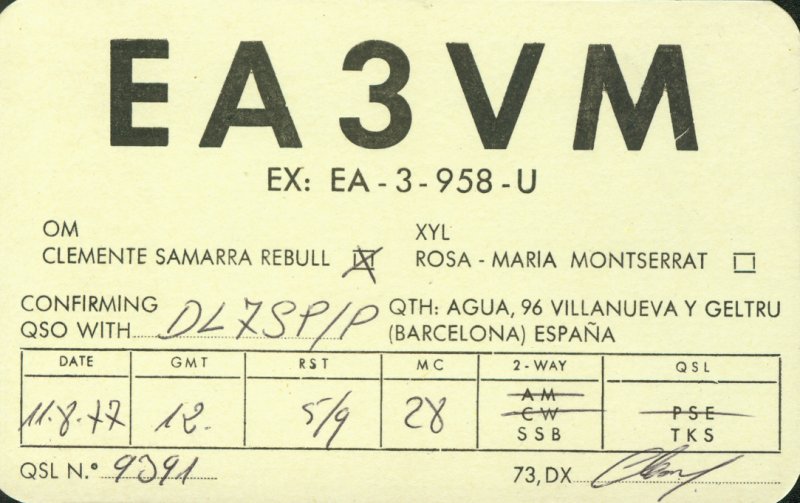 EA3VM
EX: EA - 3 - 958 - U
OM
CLEMENTE SAMARRA REBULL
XYL
ROSA - MARIA MONTSERRAT
CONFIRMING
QSO WITH DL7SP/P
QTH: AGUA, 96 VILLANUEVA Y GELTRU
(BARCELONA) ESPAÑA
DATE GMT RST MC 2 - WAY QSL
11.8.77 12. 5/9 28 AM CW SSB PSE TKS
QSL N.º 9391
73, DX